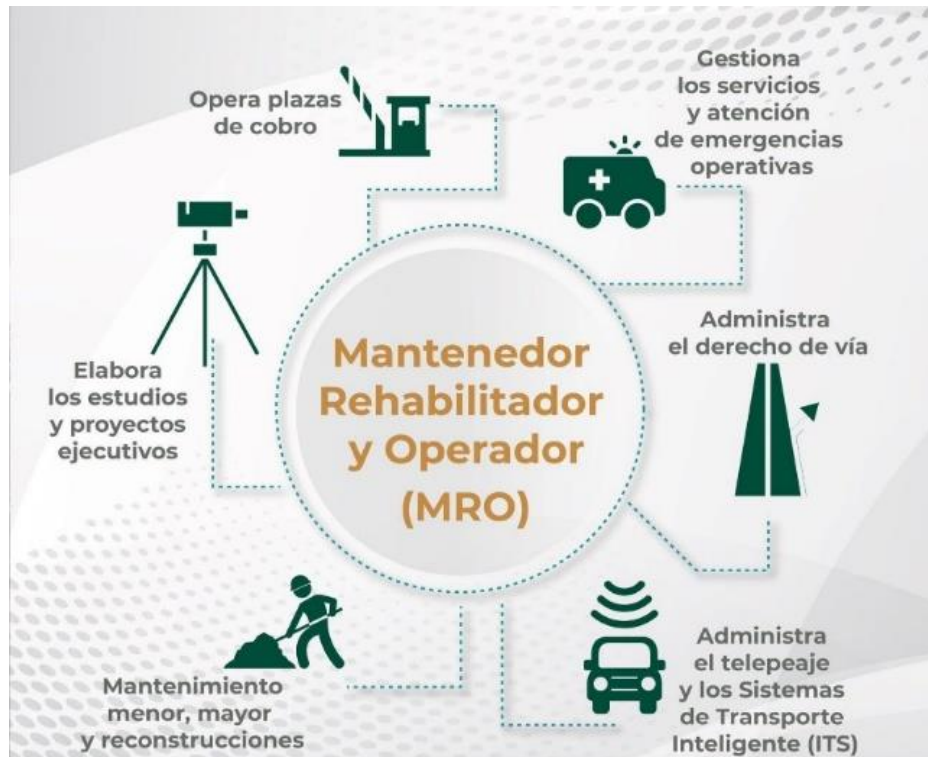 Opera plazas
de cobro
Gestiona
los servicios
y atención
de emergencias
operativas
Elabora
los estudios
y proyectos
ejecutivos
Mantenedor
Rehabilitador
y Operador
(MRO)
Administra
el derecho de vía
Mantenimiento
menor, mayor
y reconstrucciones
Administra
el telepeaje
y los Sistemas
de Transporte
Inteligente (ITS)